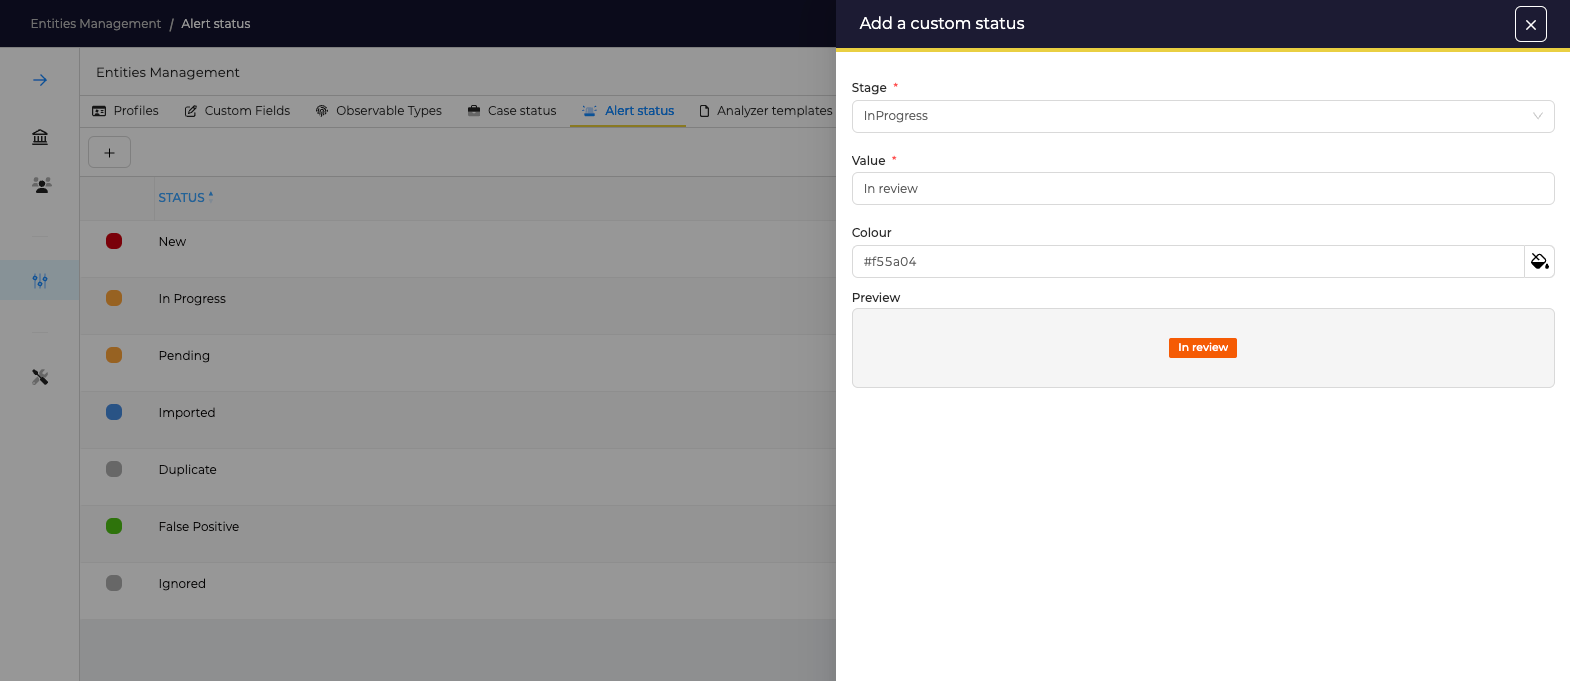 Entities Management / Alert status
Add a custom status
Entities Management
Profiles Custom Fields Observable Types Case status Alert status Analyzer templates
STATUS
New
In Progress
Pending
Imported
Duplicate
False Positive
Ignored
Stage *
InProgress
Value *
In review
Colour
#f55a04
Preview
In review